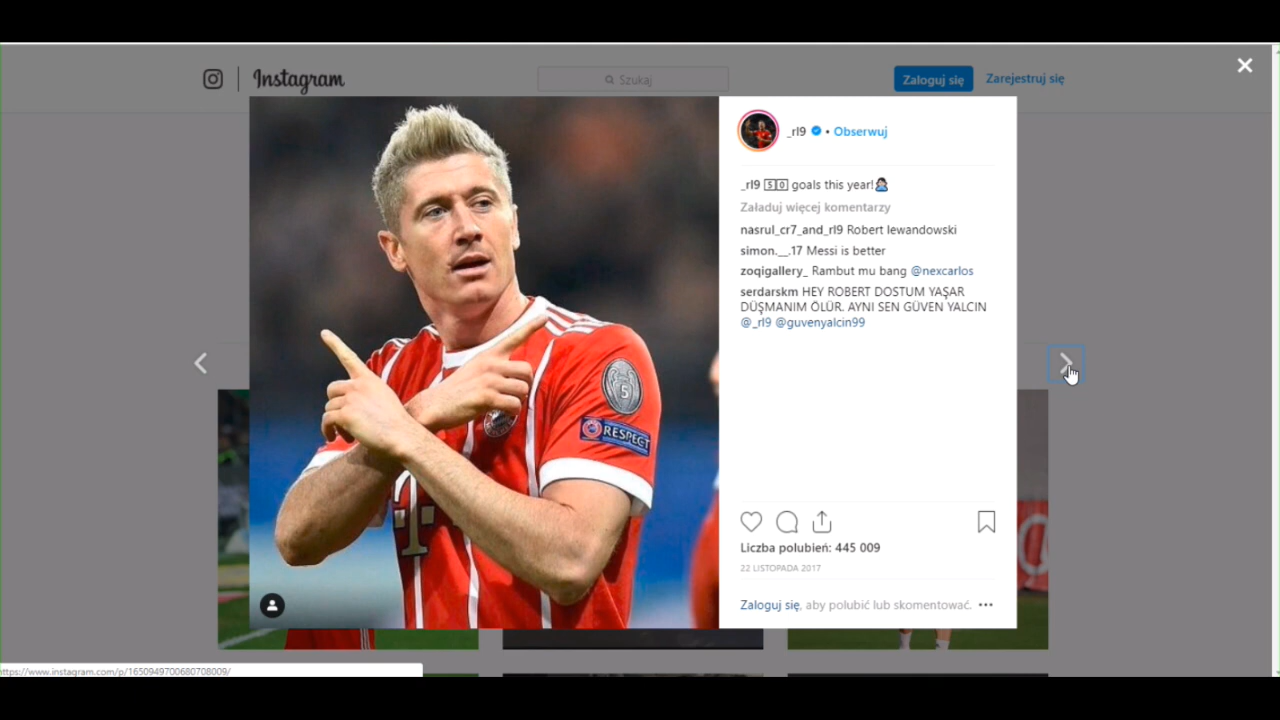 Instagram
Szukaj
Zaloguj się
Zarejestruj się
_rl9 • Obserwuj
_rl9 50 goals this year!
Załaduj więcej komentarzy
nasrul_cr7_and_rl9 Robert lewandowski
simon.__.17 Messi is better
zoqigallery_ Rambut mu bang @nexcarlos
serdarskm HEY ROBERT DOSTUM YAŞAR
DÜŞMANIM ÖLÜR. AYNI SEN GÜVEN YALCIN
@_rl9 @guvenyalcin99
5
RESPECT
T
Liczba polubień: 445 009
22 LISTOPADA 2017
Zaloguj się, aby polubić lub skomentować.
https://www.instagram.com/p/1650949700680708009/